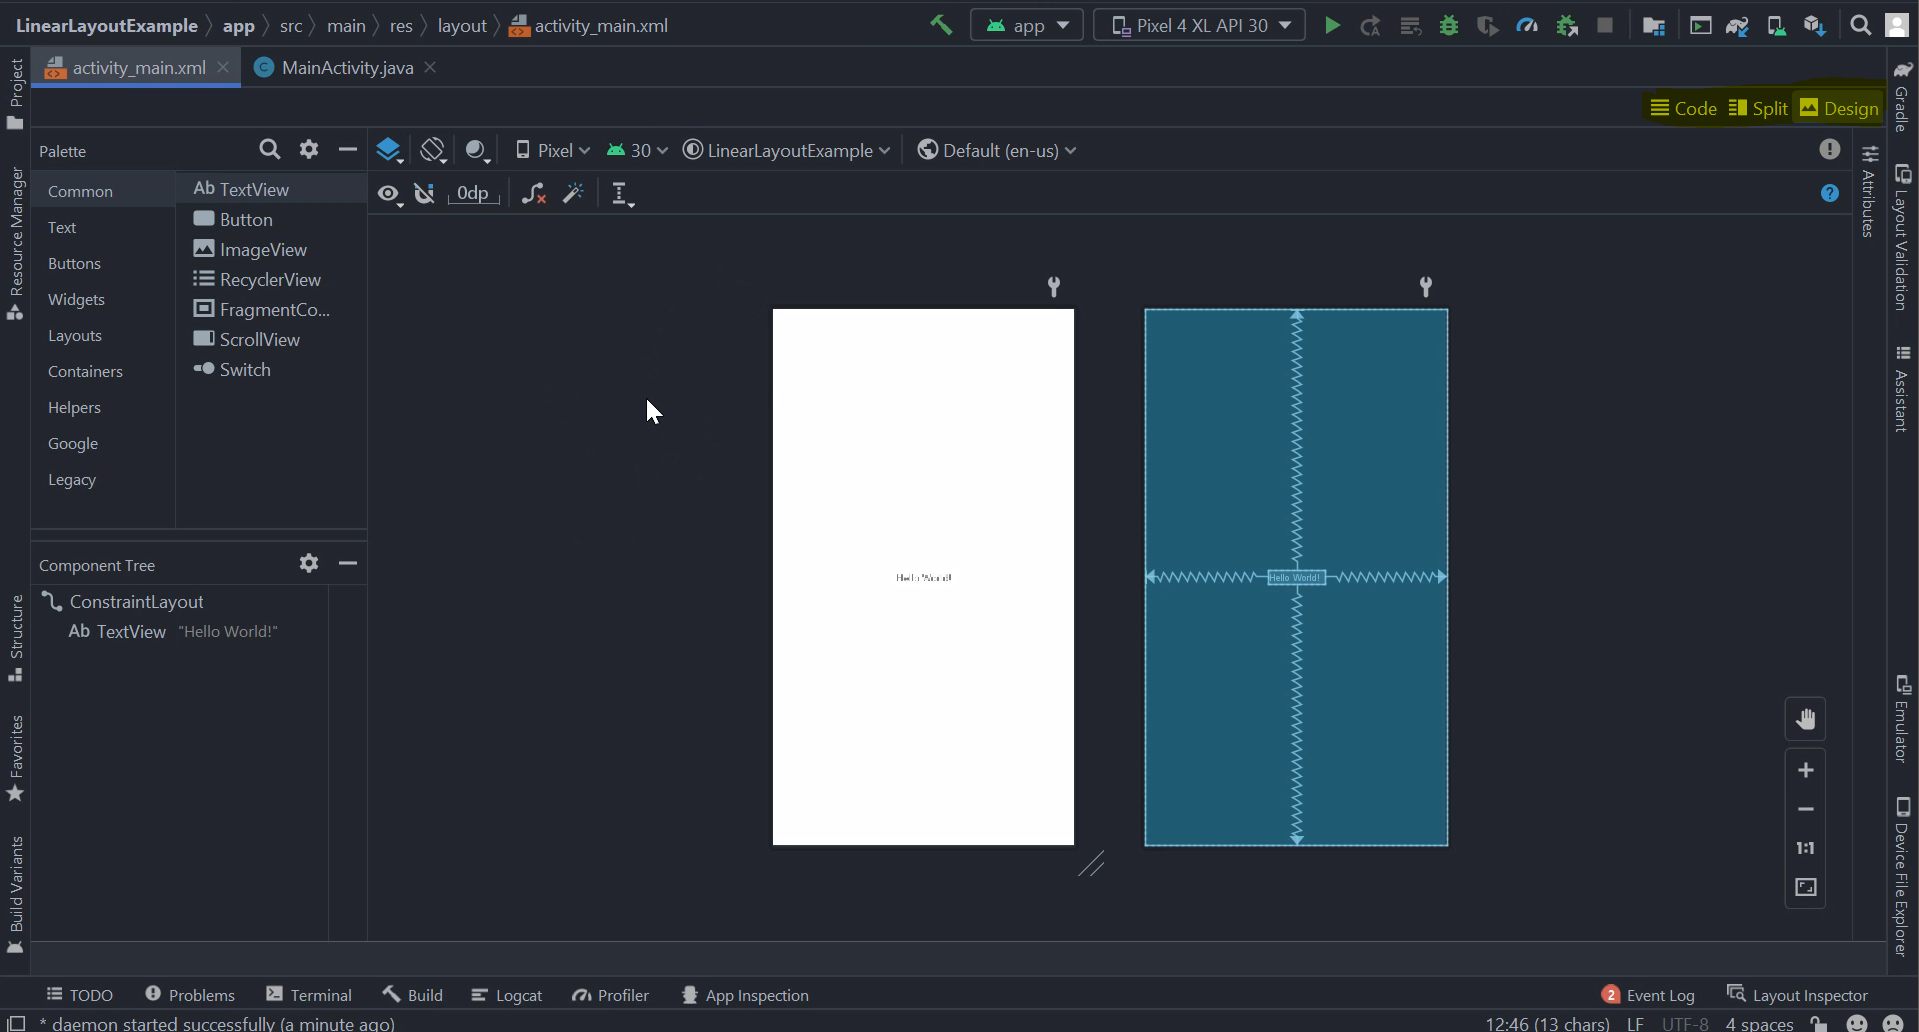 LinearLayoutExample app src main res layout activity_main.xml app Pixel 4 XL API 30
activity_main.xml MainActivity.java
Code Split Design
Palette Pixel 30 LinearLayoutExample Default (en-us)
0dp
Common
Text
Buttons
Widgets
Layouts
Containers
Helpers
Google
Legacy
Ab TextView
Button
ImageView
RecyclerView
FragmentCo...
ScrollView
Switch
Hello World!
Hello World!
Component Tree
ConstraintLayout
Ab TextView "Hello World!"
1:1
Project
Resource Manager
Structure
Favorites
Build Variants
Gradle
Attributes
Layout Validation
Assistant
Emulator
Device File Explorer
TODO Problems Terminal Build Logcat Profiler App Inspection 2 Event Log Layout Inspector
* daemon started successfully (a minute ago) 12:46 (13 chars) LF UTF-8 4 spaces